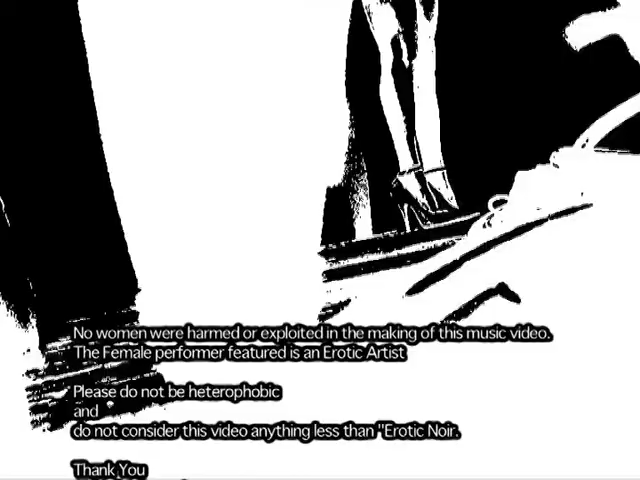 No women were harmed or exploited in the making of this music video.
The Female performer featured is an Erotic Artist
Please do not be heterophobic
and
do not consider this video anything less than "Erotic Noir.
Thank You